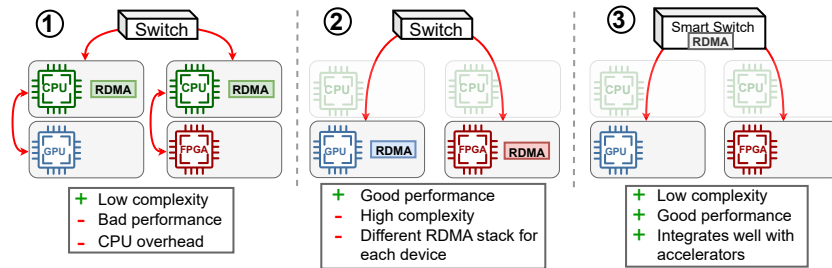 1
Switch
CPU
RDMA
CPU
RDMA
GPU
FPGA
+ Low complexity
- Bad performance
- CPU overhead
2
Switch
CPU
CPU
GPU
RDMA
FPGA
RDMA
+ Good performance
- High complexity
- Different RDMA stack for
each device
3
Smart Switch
RDMA
CPU
CPU
GPU
FPGA
+ Low complexity
+ Good performance
+ Integrates well with
accelerators